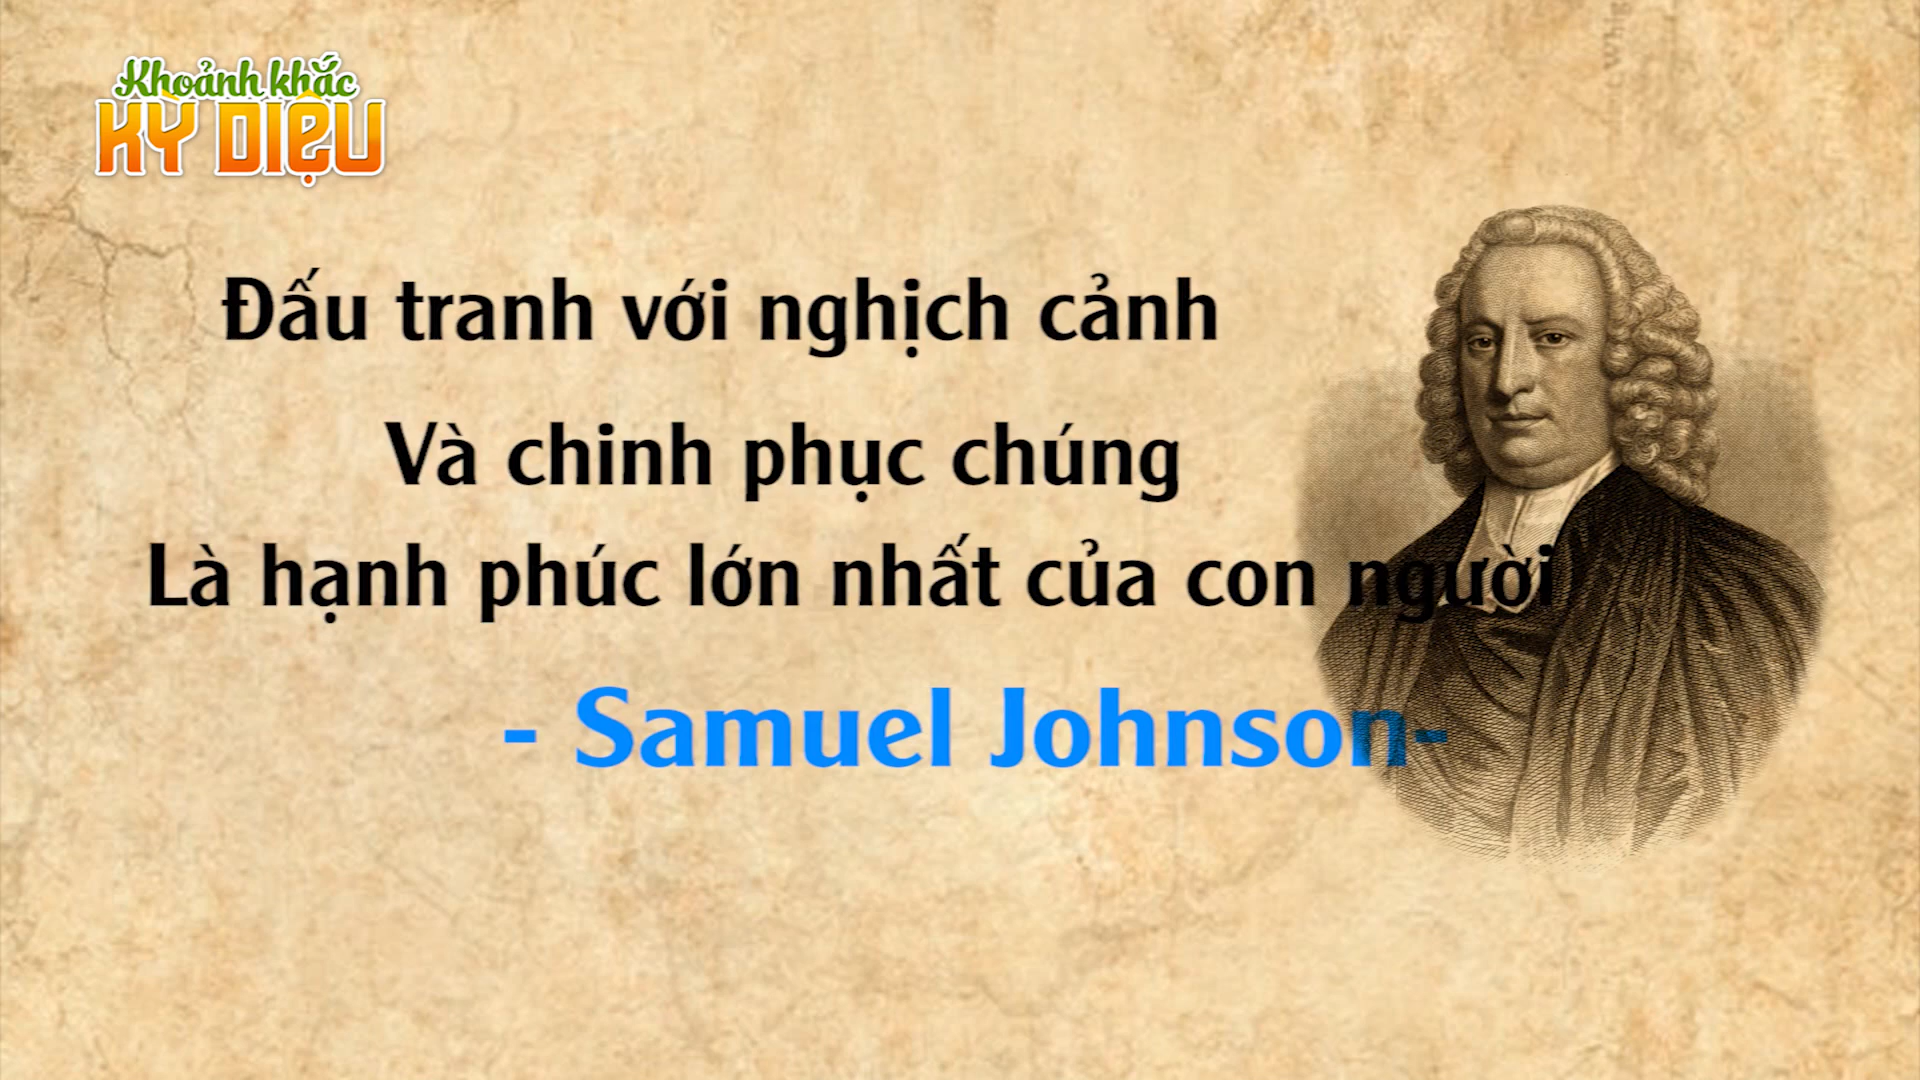 Khoảnh khắc
KỲ DIỆU
Đấu tranh với nghịch cảnh
Và chinh phục chúng
Là hạnh phúc lớn nhất của con người
- Samuel Johnson-